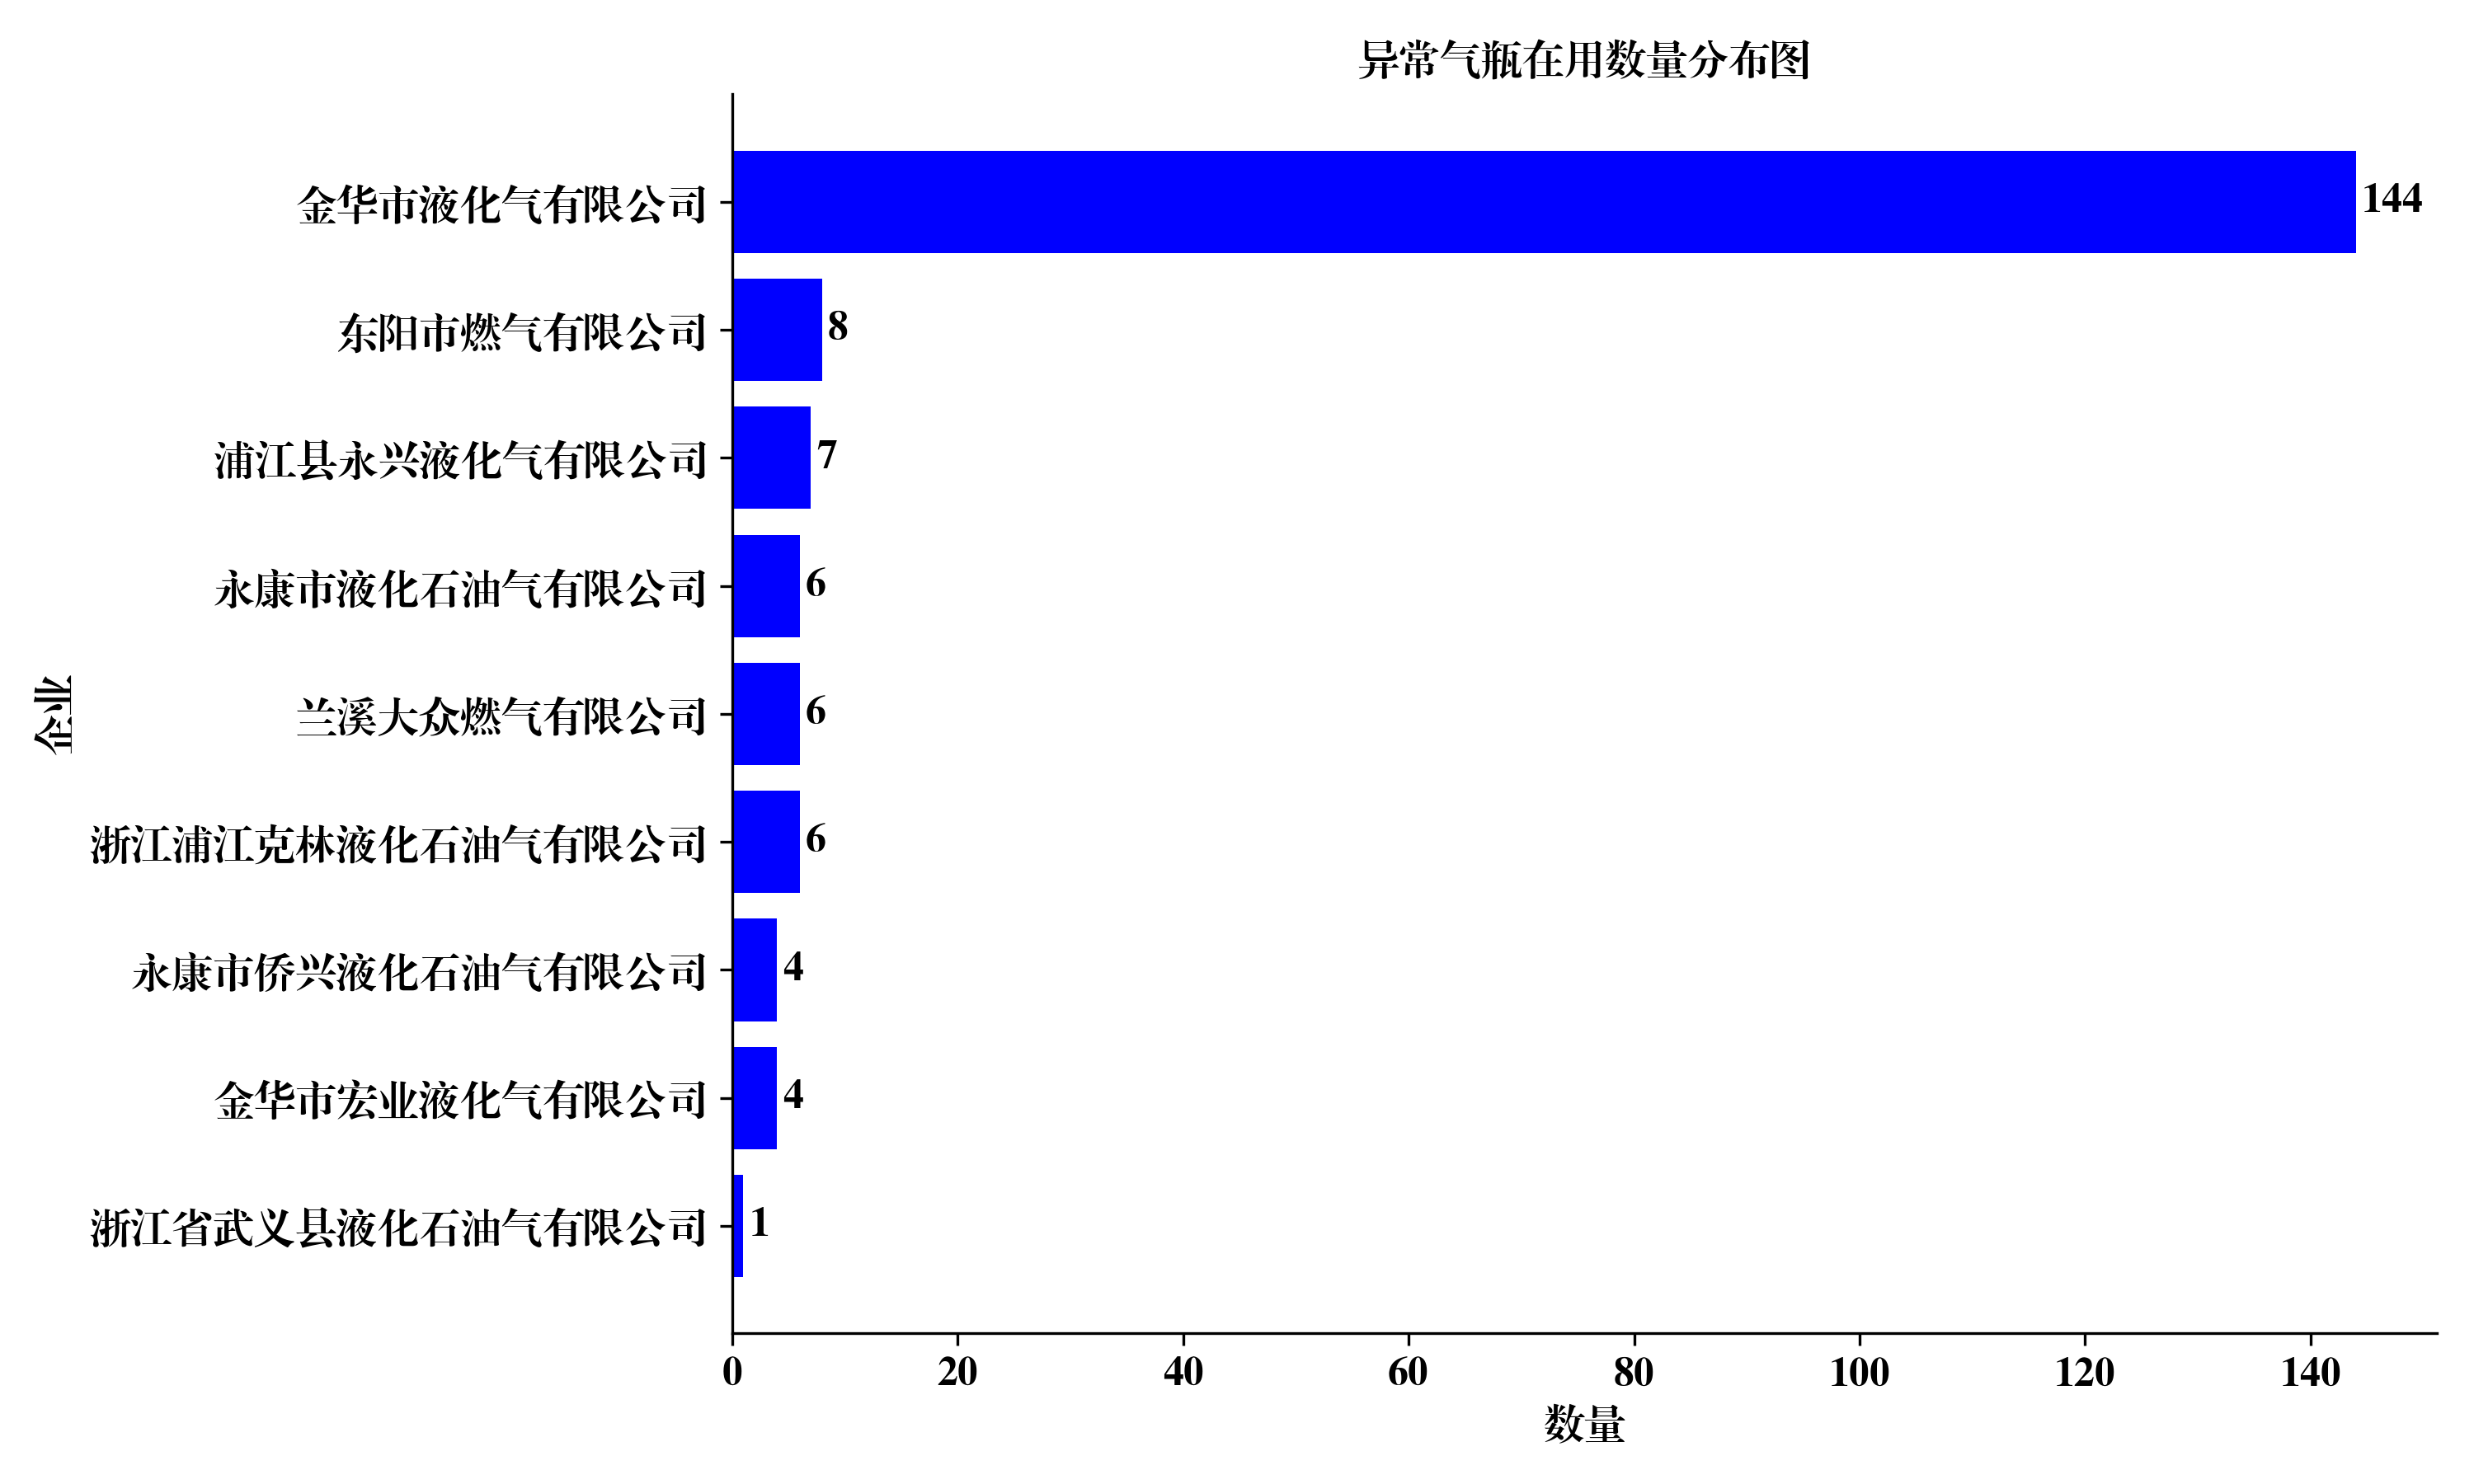 异常气瓶在用数量分布图
金华市液化气有限公司
144
东阳市燃气有限公司
8
浦江县永兴液化气有限公司
7
永康市液化石油气有限公司
6
兰溪大众燃气有限公司
6
浙江浦江克林液化石油气有限公司
6
永康市侨兴液化石油气有限公司
4
金华市宏业液化气有限公司
4
浙江省武义县液化石油气有限公司
1
企业
0 20 40 60 80 100 120 140
数量